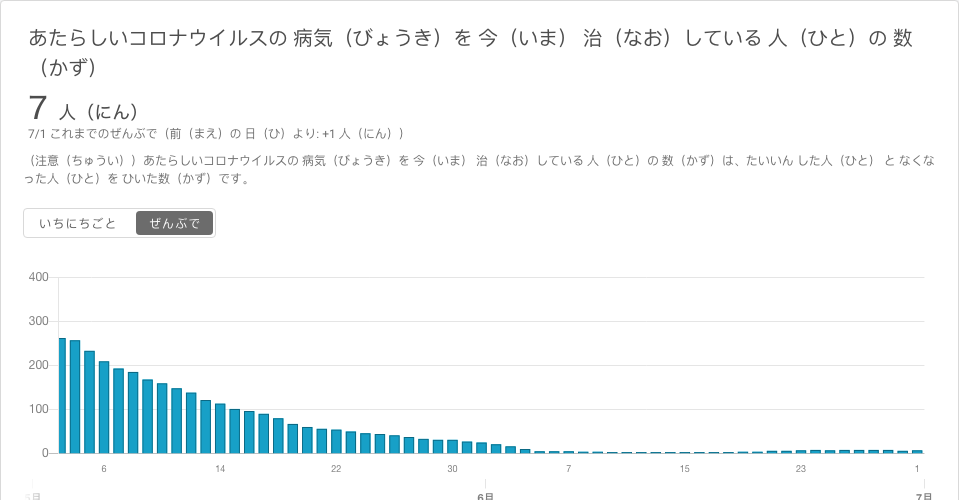 あたらしいコロナウイルスの 病気（びょうき）を 今（いま） 治（なお）している 人（ひと）の 数
（かず）
7 人（にん）
7/1 これまでのぜんぶで（前（まえ）の 日（ひ）より: +1 人（にん））
（注意（ちゅうい））あたらしいコロナウイルスの 病気（びょうき）を 今（いま） 治（なお）している 人（ひと）の 数（かず）は、たいいん した人（ひと） と なくな
った人（ひと）を ひいた数（かず）です。
いちにちごと ぜんぶで
400
300
200
100
0
6 14 22 30 7 15 23 1
5月 6月 7月